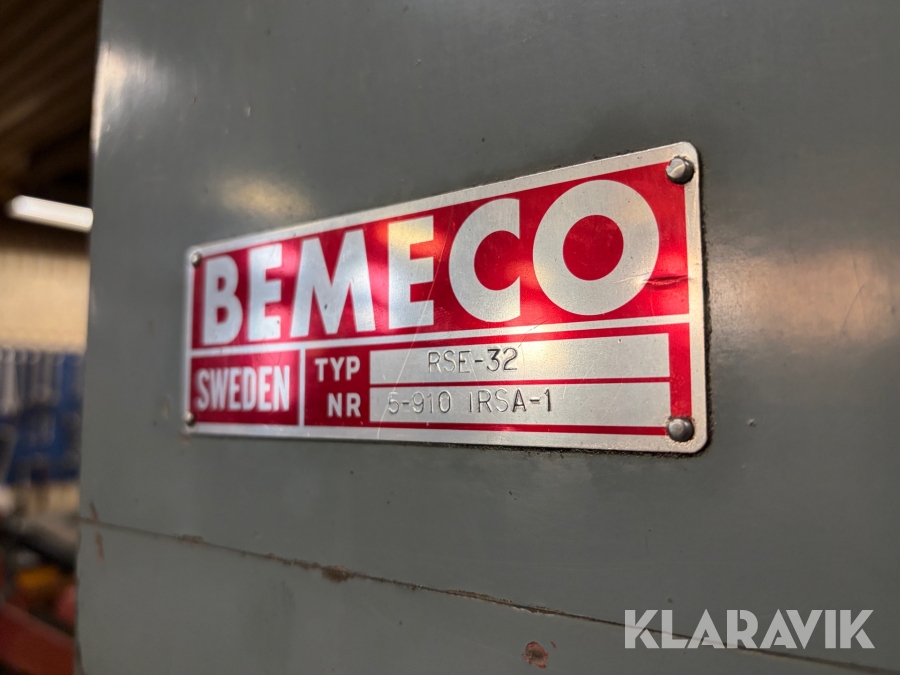 BEMECO
SWEDEN
TYP RSE-32
NR 5-910 IRSA-1
KLARAVIK